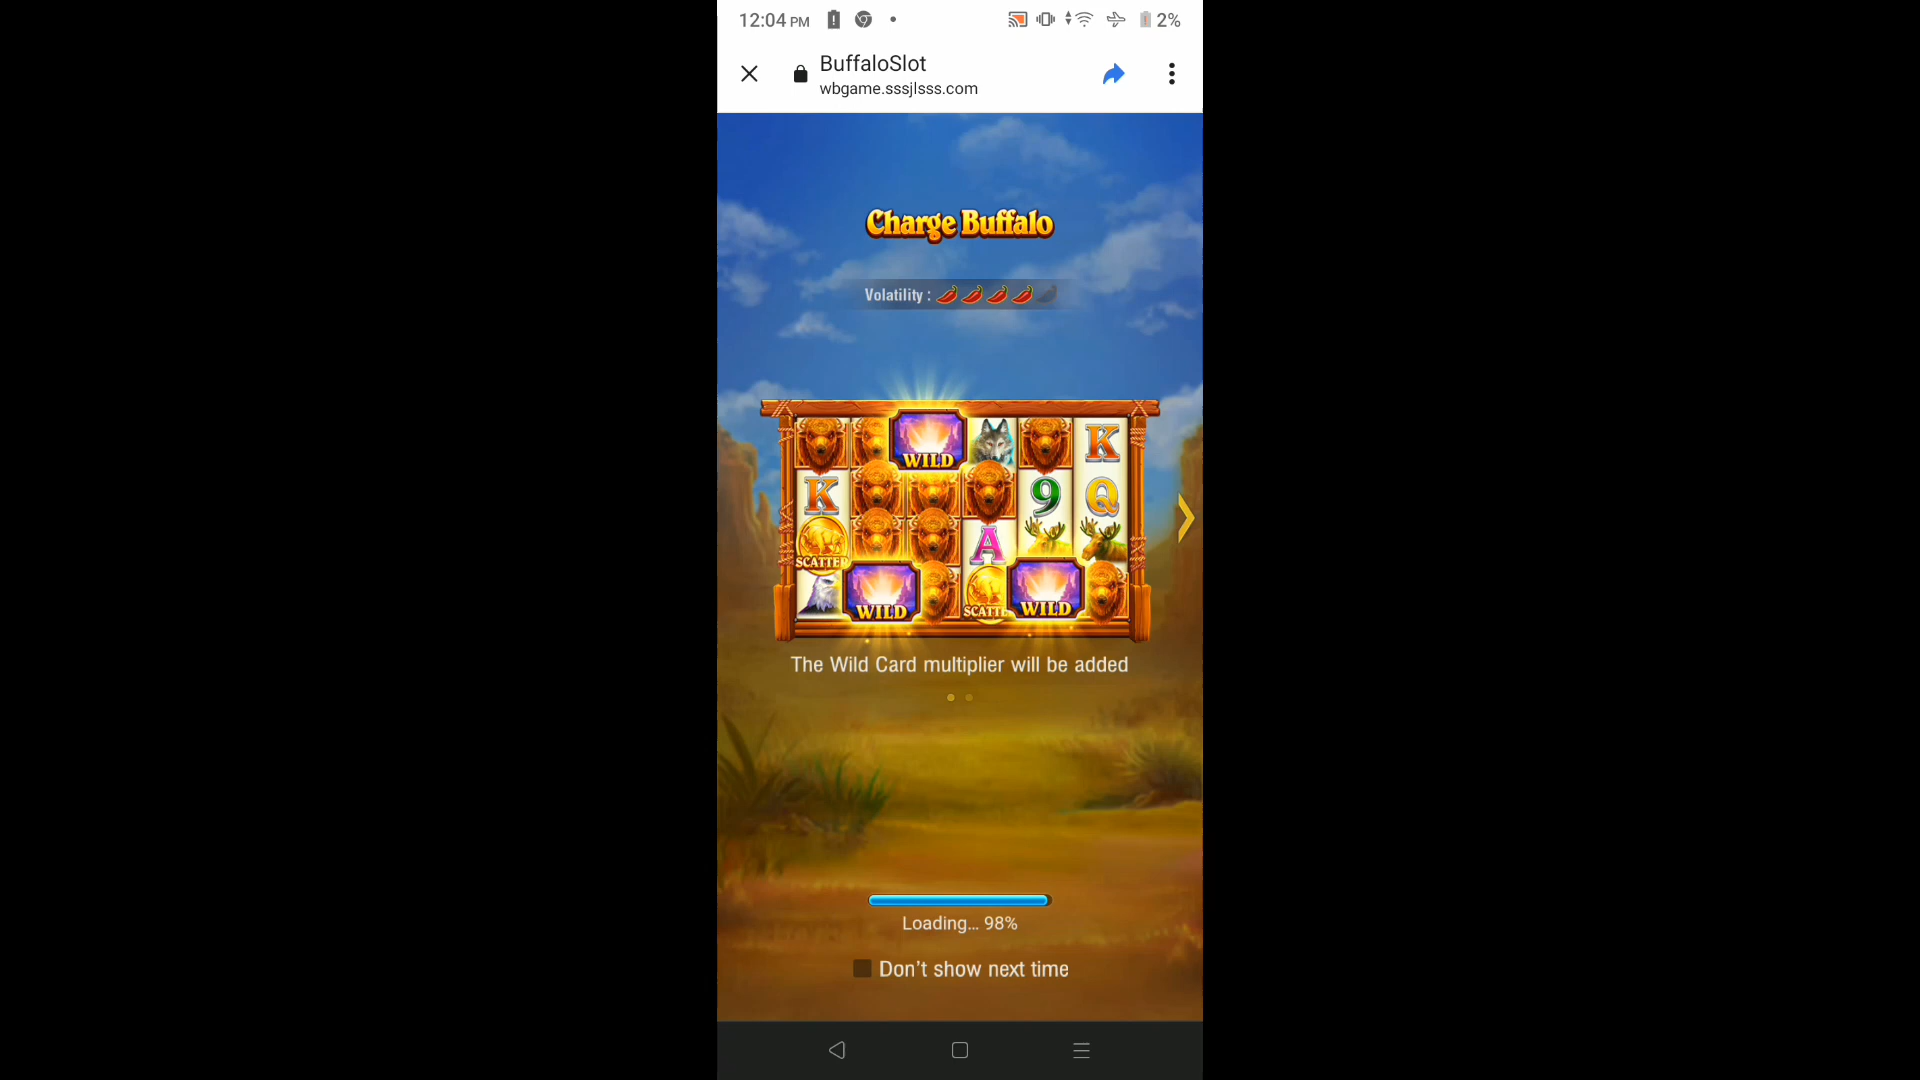 12:04 PM
2%
BuffaloSlot
wbgame.sssjlsss.com
Charge Buffalo
Volatility :
WILD
K
K
9
Q
SCATTER
A
WILD
SCATTE
WILD
The Wild Card multiplier will be added
Loading... 98%
Don't show next time